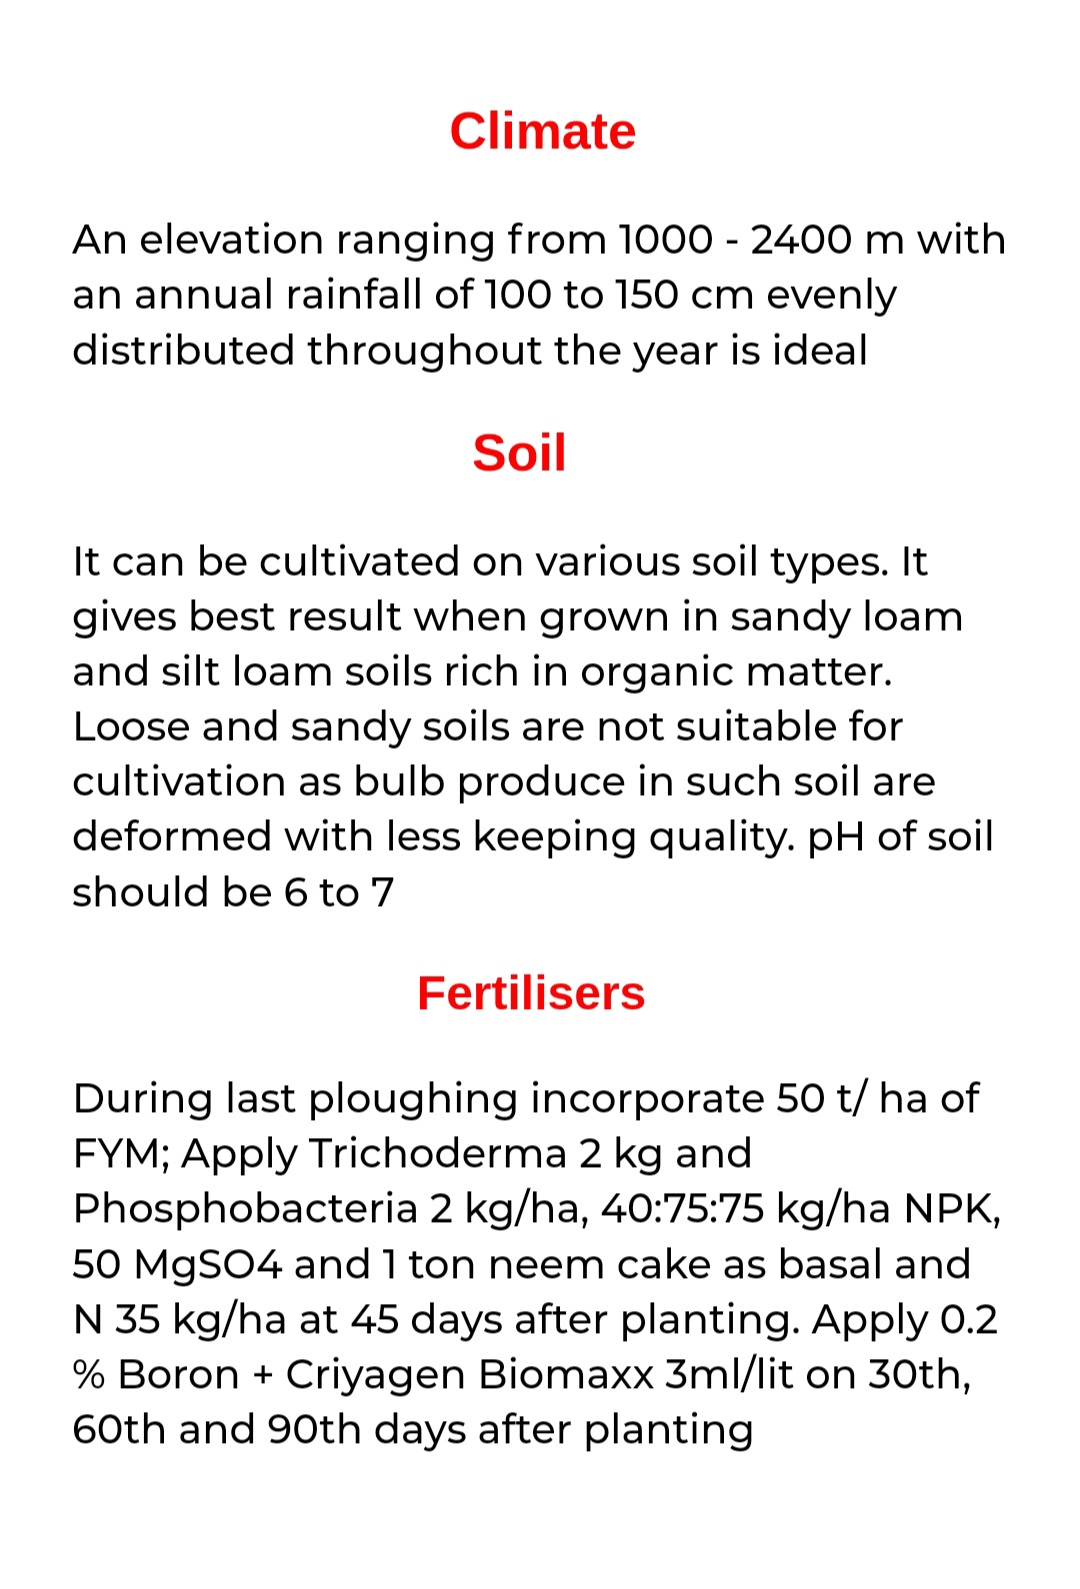 Climate
An elevation ranging from 1000 - 2400 m with
an annual rainfall of 100 to 150 cm evenly
distributed throughout the year is ideal
Soil
It can be cultivated on various soil types. It
gives best result when grown in sandy loam
and silt loam soils rich in organic matter.
Loose and sandy soils are not suitable for
cultivation as bulb produce in such soil are
deformed with less keeping quality. pH of soil
should be 6 to 7
Fertilisers
During last ploughing incorporate 50 t/ ha of
FYM; Apply Trichoderma 2 kg and
Phosphobacteria 2 kg/ha, 40:75:75 kg/ha NPK,
50 MgSO4 and 1 ton neem cake as basal and
N 35 kg/ha at 45 days after planting. Apply 0.2
% Boron + Criyagen Biomaxx 3ml/lit on 30th,
60th and 90th days after planting